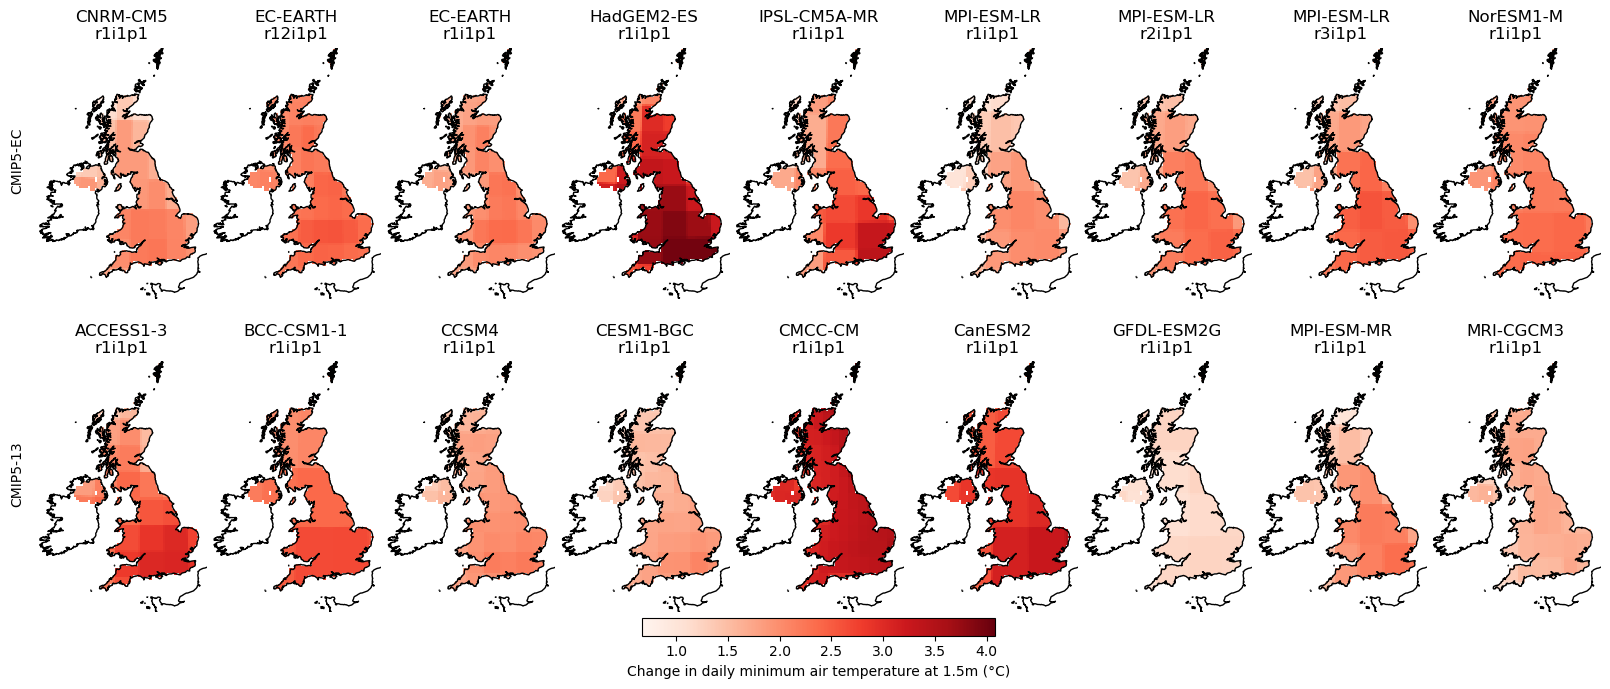 CNRM-CM5 EC-EARTH EC-EARTH HadGEM2-ES IPSL-CM5A-MR MPI-ESM-LR MPI-ESM-LR MPI-ESM-LR NorESM1-M
r1i1p1 r12i1p1 r1i1p1 r1i1p1 r1i1p1 r1i1p1 r2i1p1 r3i1p1 r1i1p1
CMIP5-EC
ACCESS1-3 BCC-CSM1-1 CCSM4 CESM1-BGC CMCC-CM CanESM2 GFDL-ESM2G MPI-ESM-MR MRI-CGCM3
r1i1p1 r1i1p1 r1i1p1 r1i1p1 r1i1p1 r1i1p1 r1i1p1 r1i1p1 r1i1p1
CMIP5-13
1.0 1.5 2.0 2.5 3.0 3.5 4.0
Change in daily minimum air temperature at 1.5m (°C)